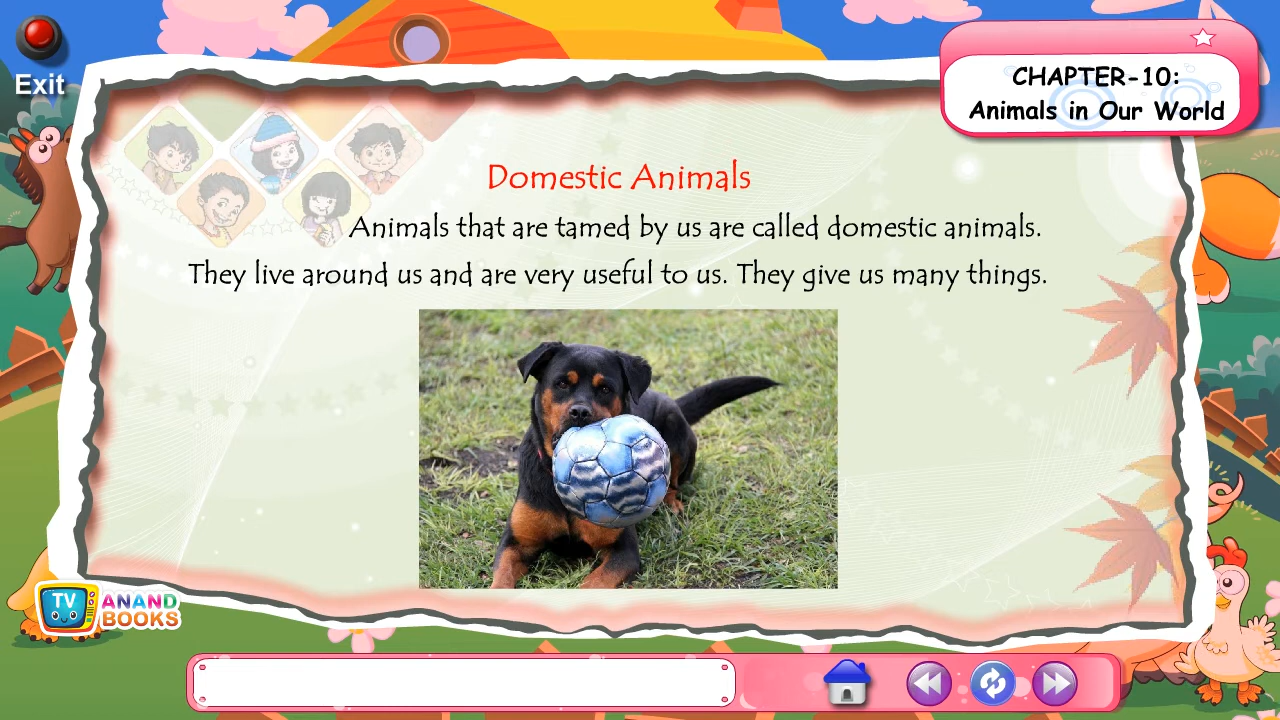 Exit
CHAPTER-10:
Animals in Our World
Domestic Animals
Animals that are tamed by us are called domestic animals.
They live around us and are very useful to us. They give us many things.
TV
ANAND
BOOKS